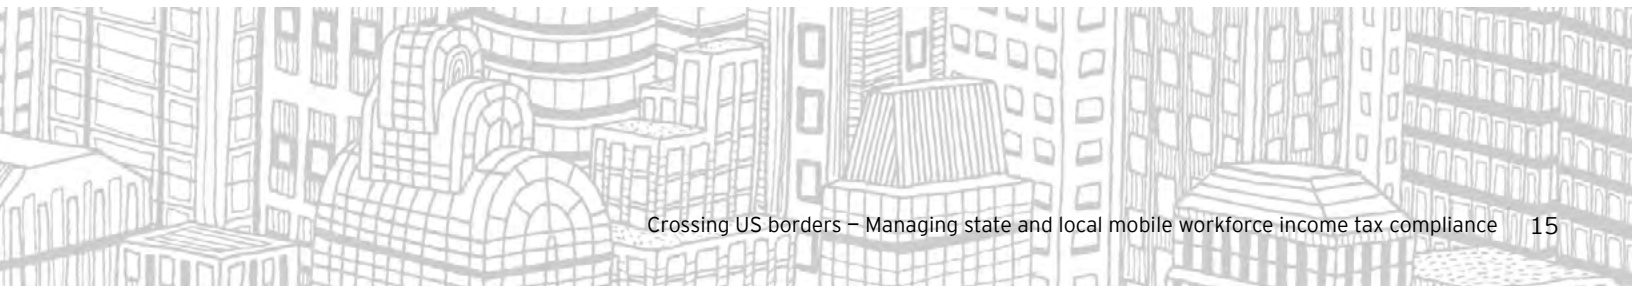 Crossing US borders – Managing state and local mobile workforce income tax compliance 15